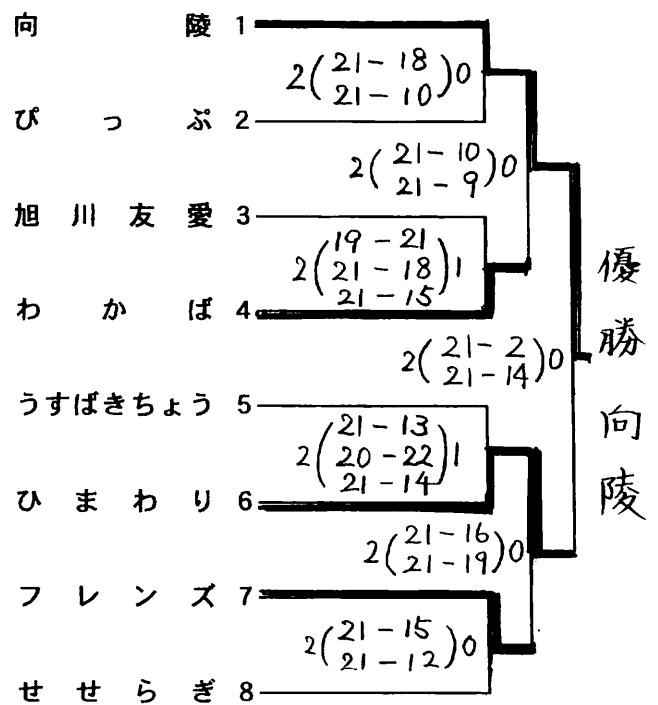 向陵 1
2(21-18 21-10)0
ぴっぷ 2
2(21-10 21-9)0
旭川友愛 3
2(19-21 21-18 21-15)1
わかば 4
2(21-2 21-14)0
優勝 向陵
うすばきちょう 5
2(21-13 20-22 21-14)1
ひまわり 6
2(21-16 21-19)0
フレンズ 7
2(21-15 21-12)0
せせらぎ 8